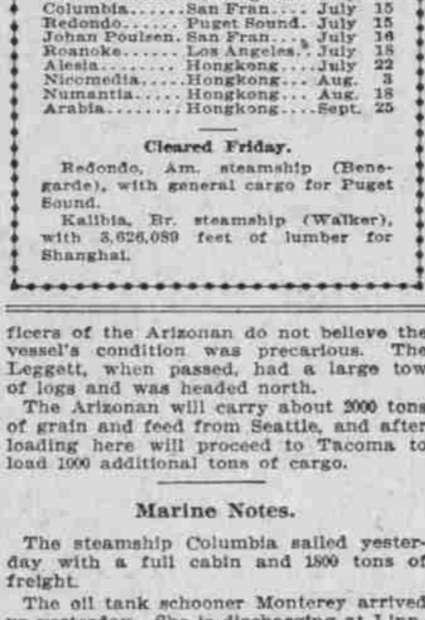 Columbia......San Fran.... July 15
Redondo...... Puget Sound. July 15
Johan Poulsen. San Fran.... July 16
Roanoke...... Los Angeles. July 18
Alesia....... Hongkong... July 22
Nicomedia.... Hongkong... Aug. 3
Numantia..... Hongkong... Aug. 18
Arabia....... Hongkong... Sept. 25
Cleared Friday.
Redondo, Am. steamship (Bene-
garde), with general cargo for Puget
Sound.
Kalibia, Br. steamship (Walker),
with 3,626,089 feet of lumber for
Shanghai.
ficers of the Arizonan do not believe the
vessel's condition was precarious. The
Leggett, when passed, had a large tow
of logs and was headed north.
The Arizonan will carry about 2000 tons
of grain and feed from Seattle, and after
loading here will proceed to Tacoma to
load 1000 additional tons of cargo.
Marine Notes.
The steamship Columbia sailed yester-
day with a full cabin and 1800 tons of
freight.
The oil tank schooner Monterey arrived
up yesterday. She is discharging at Linn-